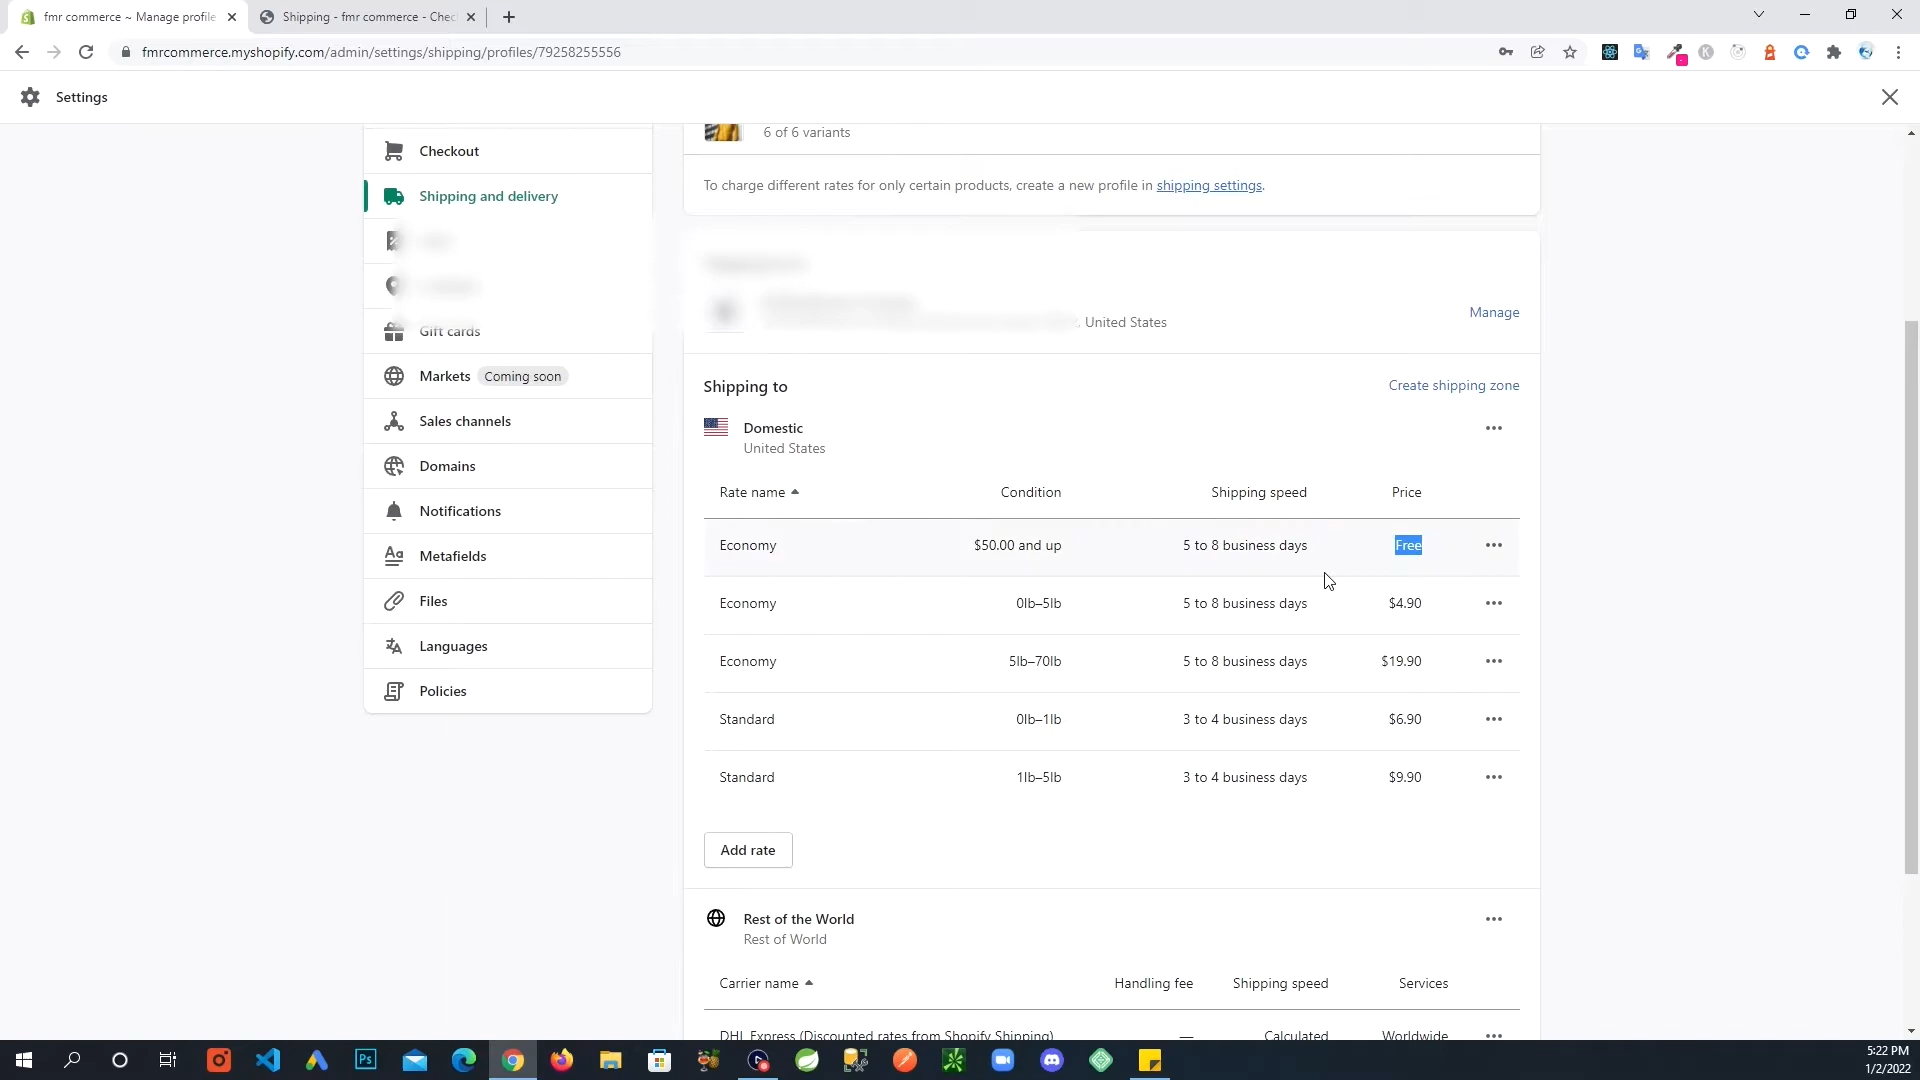 fmr commerce ~ Manage profile
Shipping - fmr commerce - Chec
fmrcommerce.myshopify.com/admin/settings/shipping/profiles/79258255556
Settings
Checkout
Shipping and delivery
Gift cards
Markets Coming soon
Sales channels
Domains
Notifications
Metafields
Files
Languages
Policies
6 of 6 variants
To charge different rates for only certain products, create a new profile in shipping settings.
, United States
Manage
Shipping to
Create shipping zone
Domestic
United States
Rate name Condition Shipping speed Price
Economy $50.00 and up 5 to 8 business days Free
Economy 0lb–5lb 5 to 8 business days $4.90
Economy 5lb–70lb 5 to 8 business days $19.90
Standard 0lb–1lb 3 to 4 business days $6.90
Standard 1lb–5lb 3 to 4 business days $9.90
Add rate
Rest of the World
Rest of World
Carrier name Handling fee Shipping speed Services
DHL Express (Discounted rates from Shopify Shipping) — Calculated Worldwide
5:22 PM
1/2/2022